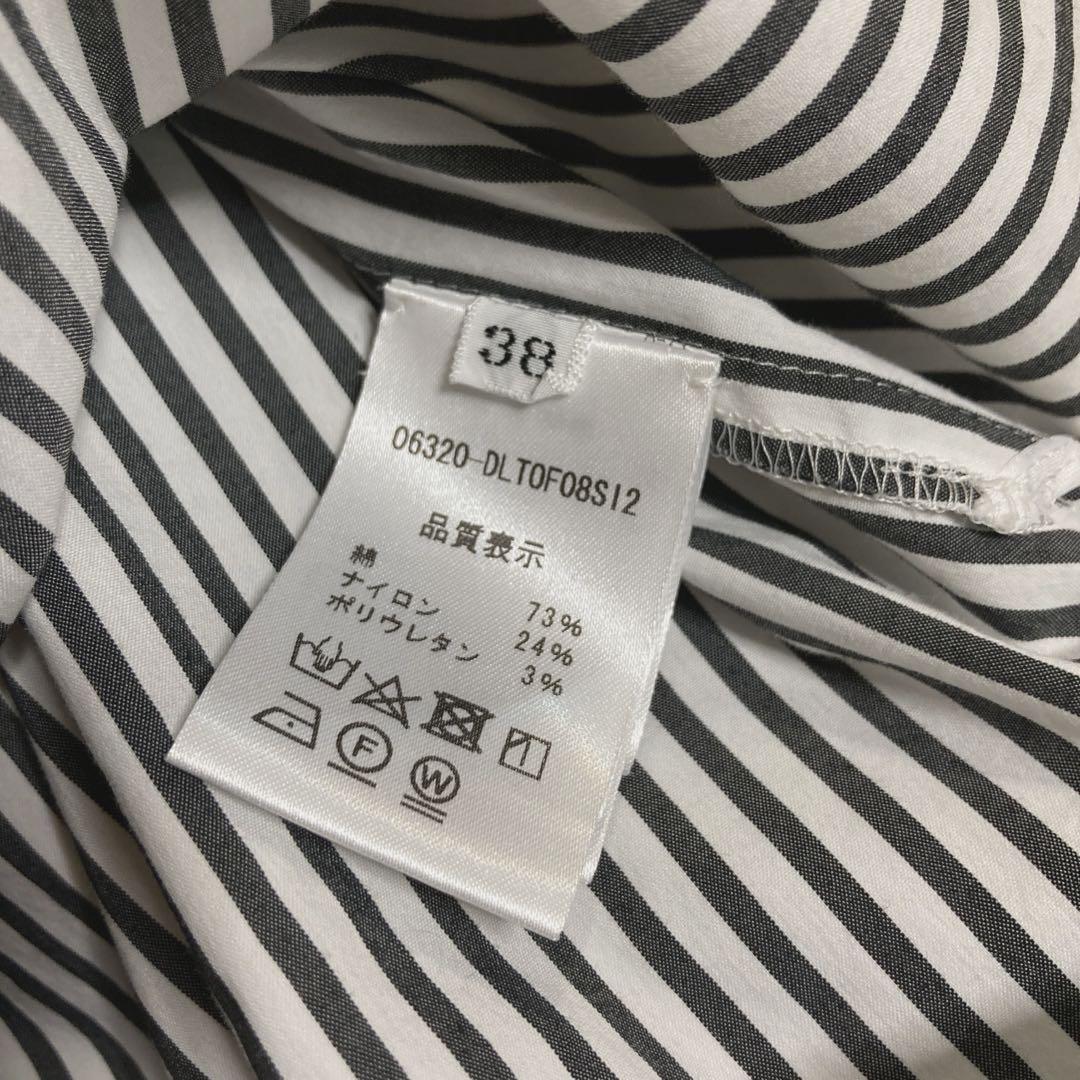 38
06320-DLT0F08S12
品質表示
綿 73%
ナイロン 24%
ポリウレタン 3%
F
W